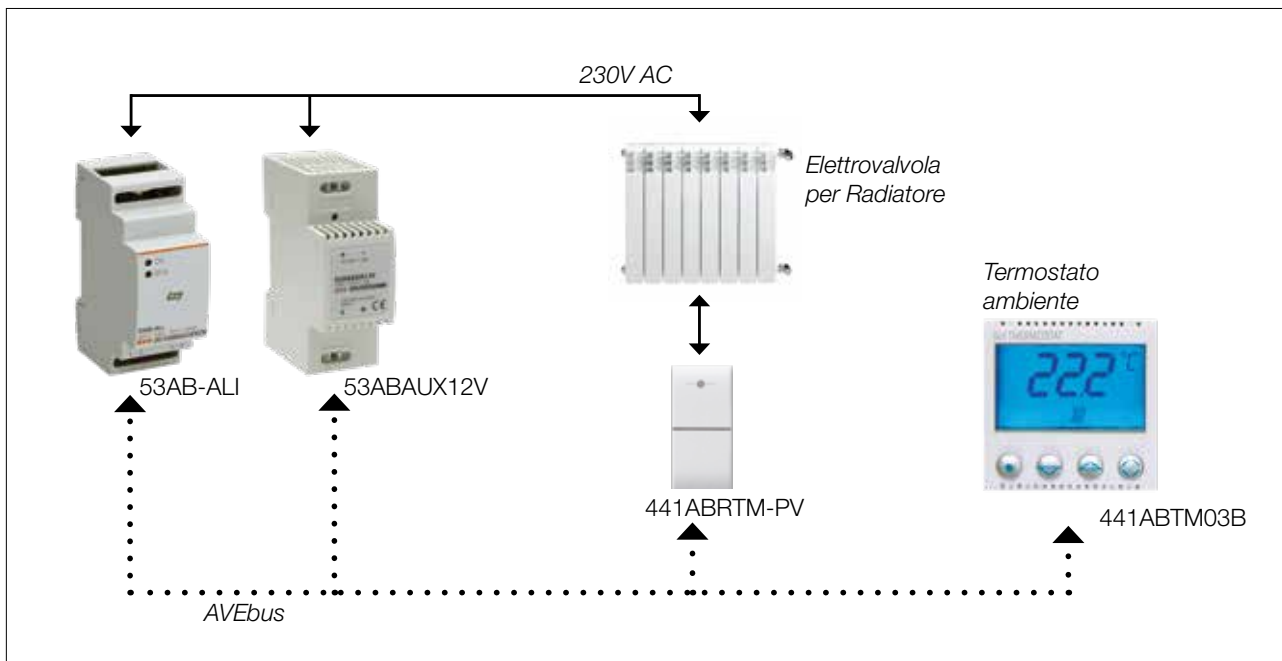 230V AC
Elettrovalvola
per Radiatore
Termostato
ambiente
22.2 °C
53AB-ALI
53ABAUX12V
441ABRTM-PV
441ABTM03B
AVEbus